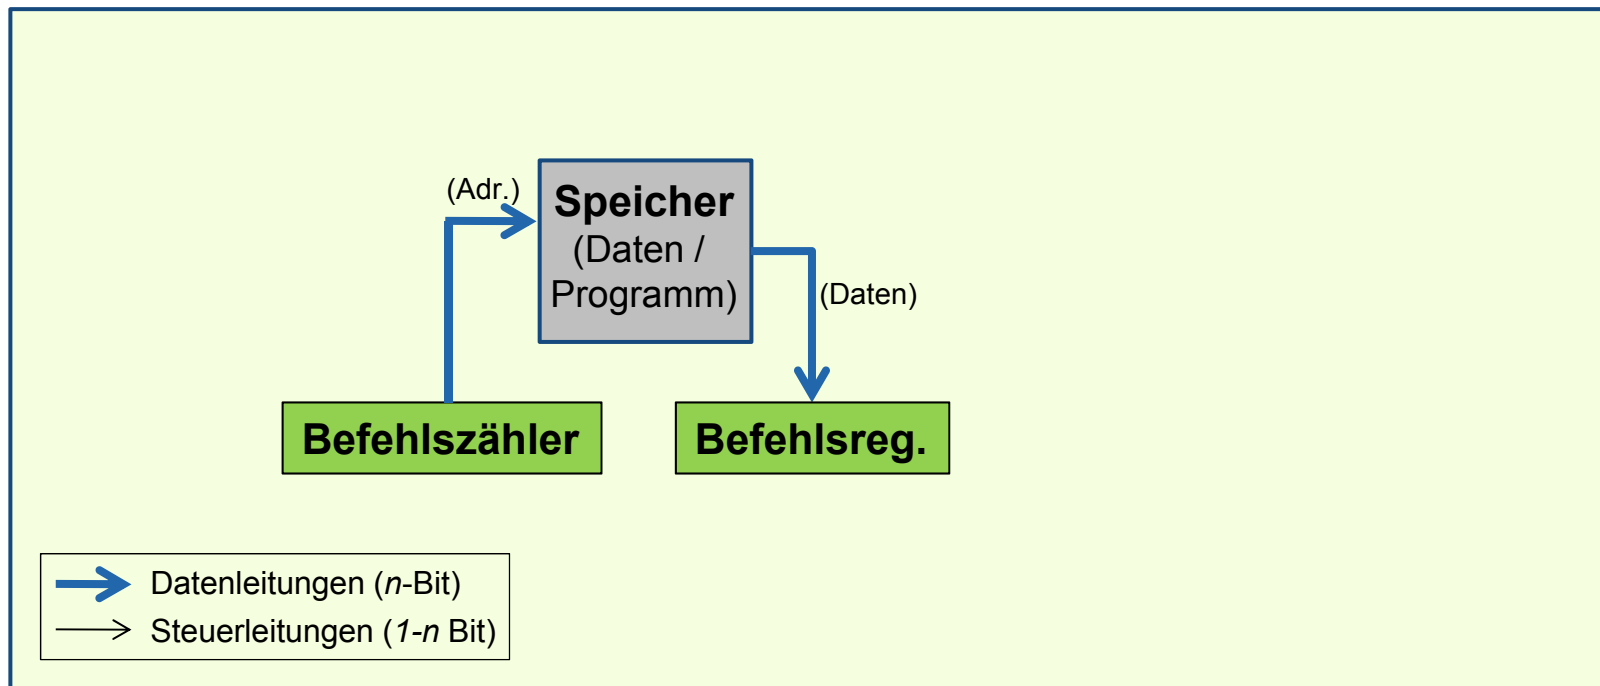 (Adr.)
Speicher
(Daten /
Programm)
(Daten)
Befehlszähler
Befehlsreg.
Datenleitungen (n-Bit)
Steuerleitungen (1-n Bit)